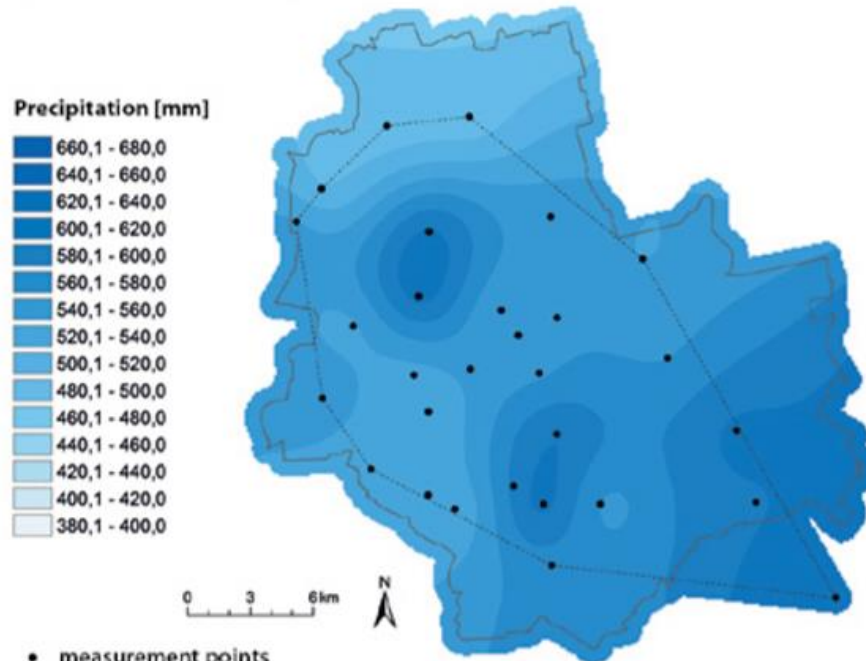 Precipitation [mm]
660,1 - 680,0
640,1 - 660,0
620,1 - 640,0
600,1 - 620,0
580,1 - 600,0
560,1 - 580,0
540,1 - 560,0
520,1 - 540,0
500,1 - 520,0
480,1 - 500,0
460,1 - 480,0
440,1 - 460,0
420,1 - 440,0
400,1 - 420,0
380,1 - 400,0
0 3 6 km
N
measurement points